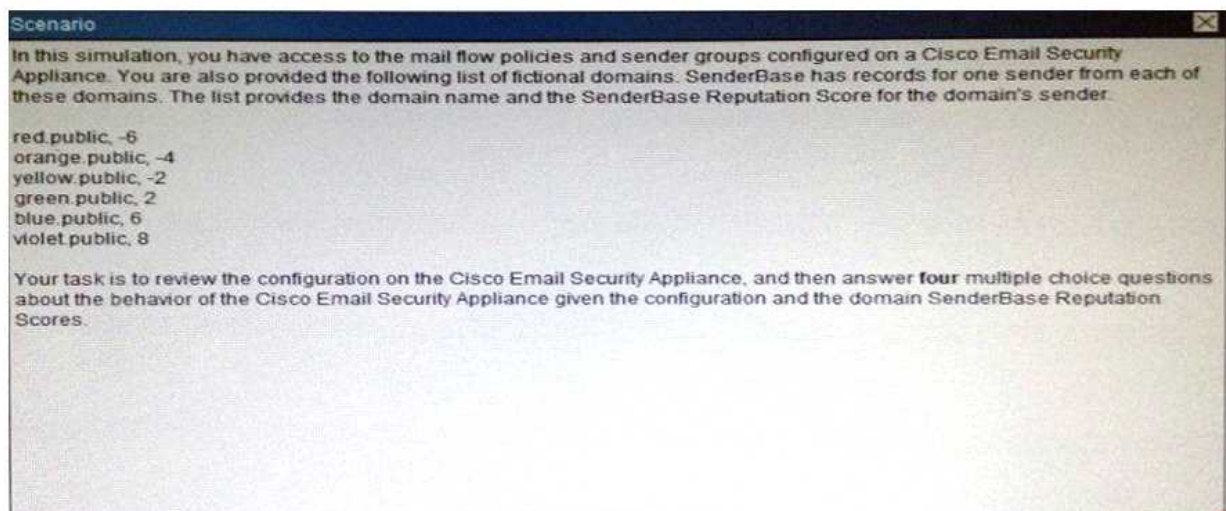 Scenario
In this simulation, you have access to the mail flow policies and sender groups configured on a Cisco Email Security
Appliance. You are also provided the following list of fictional domains. SenderBase has records for one sender from each of
these domains. The list provides the domain name and the SenderBase Reputation Score for the domain's sender.
red.public, -6
orange.public, -4
yellow.public, -2
green.public, 2
blue.public, 6
violet.public, 8
Your task is to review the configuration on the Cisco Email Security Appliance, and then answer four multiple choice questions
about the behavior of the Cisco Email Security Appliance given the configuration and the domain SenderBase Reputation
Scores.